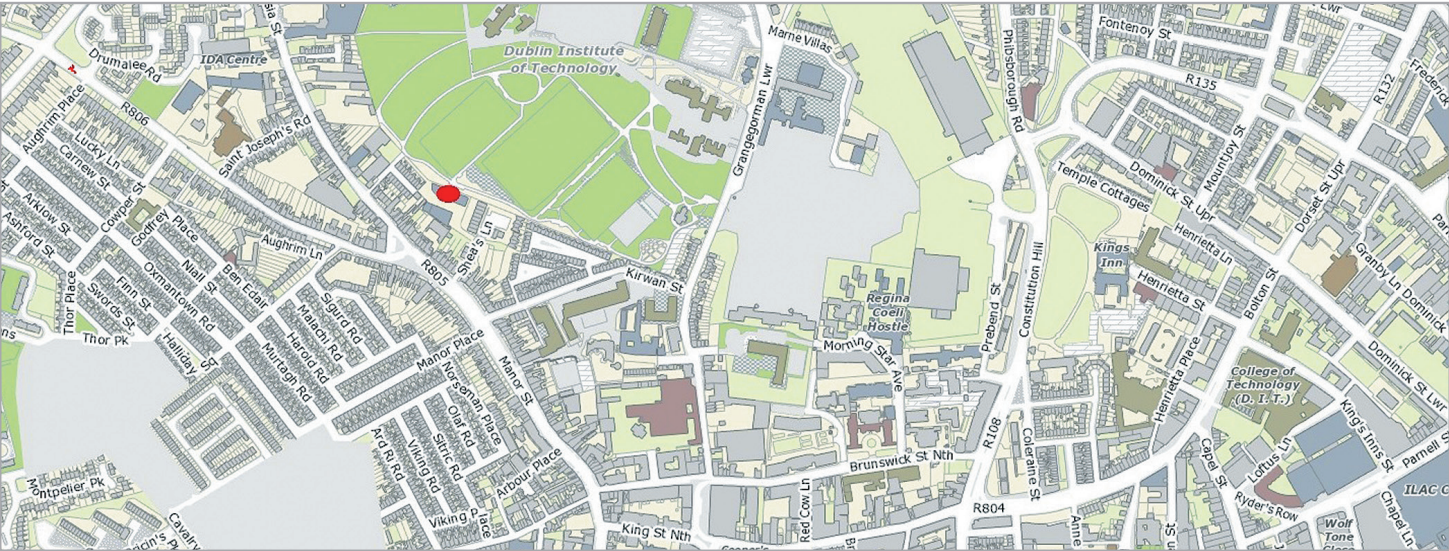 Drumalee Rd
IDA Centre
R806
Aughrim Place
Lucky Ln
Carnew St
Saint Joseph's Rd
Arklow St
Ashford St
Cowper St
Godfrey Place
Niall St
Ben Edair
Aughrim Ln
Oxmantown Rd
Finn St
Swords St
Thor Place
Thor Pk
Halliday Sq
Sigurd Rd
Malachi Rd
Harold Rd
Murtagh Rd
Manor Place
Norseman Place
Olaf Rd
Sitric Rd
Viking Rd
Ard Ri Rd
Arbour Place
Viking Place
Montpelier Pk
Cavalry
R805
Shea's Ln
Manor St
Kirwan St
Dublin Institute
of Technology
Grangegorman Lwr
Marne Villas
Regina
Coeli
Hostle
Morning Star Ave
Brunswick St Nth
Red Cow Ln
King St Nth
Prebend St
Constitution Hill
Phibsborough Rd
R108
R804
Coleraine St
Anne
Fontenoy St
R135
R132
Frederick
Mountjoy St
Dominick St Upr
Temple Cottages
Dorset St Upr
Henrietta Ln
Kings
Inn
Henrietta St
Henrietta Place
Bolton St
Granby Ln
Dominick
Dominick St Lwr
College of
Technology
(D. I. T.)
King's Inns St
Loftus Ln
Capel St
Ryder's Row
Parnell
Chapel Ln
ILAC C
Wolf
Tone